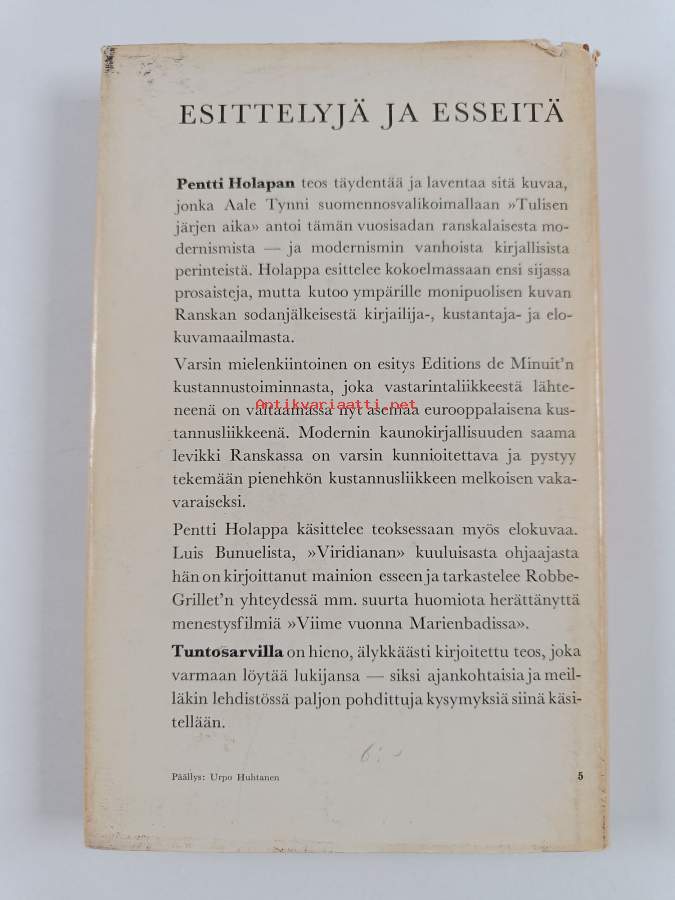 ESITTELYJÄ JA ESSEITÄ
Pentti Holapan teos täydentää ja laventaa sitä kuvaa,
jonka Aale Tynni suomennosvalikoimallaan »Tulisen
järjen aika» antoi tämän vuosisadan ranskalaisesta mo-
dernismista — ja modernismin vanhoista kirjallisista
perinteistä. Holappa esittelee kokoelmassaan ensi sijassa
prosaisteja, mutta kutoo ympärille monipuolisen kuvan
Ranskan sodanjälkeisestä kirjailija-, kustantaja- ja elo-
kuvamaailmasta.
Varsin mielenkiintoinen on esitys Editions de Minuit'n
kustannustoiminnasta, joka vastarintaliikkeestä lähte-
neenä on valtaamassa nyt asemaa eurooppalaisena kus-
Antikvariaatti.net
tannusliikkeenä. Modernin kaunokirjallisuuden saama
levikki Ranskassa on varsin kunnioitettava ja pystyy
tekemään pienehkön kustannusliikkeen melkoisen vaka-
varaiseksi.
Pentti Holappa käsittelee teoksessaan myös elokuvaa.
Luis Bunuelista, »Viridianan» kuuluisasta ohjaajasta
hän on kirjoittanut mainion esseen ja tarkastelee Robbe-
Grillet'n yhteydessä mm. suurta huomiota herättänyttä
menestysfilmiä »Viime vuonna Marienbadissa».
Tuntosarvilla on hieno, älykkäästi kirjoitettu teos, joka
varmaan löytää lukijansa — siksi ajankohtaisia ja meil-
läkin lehdistössä paljon pohdittuja kysymyksiä siinä käsi-
tellään.
Päällys: Urpo Huhtanen
5